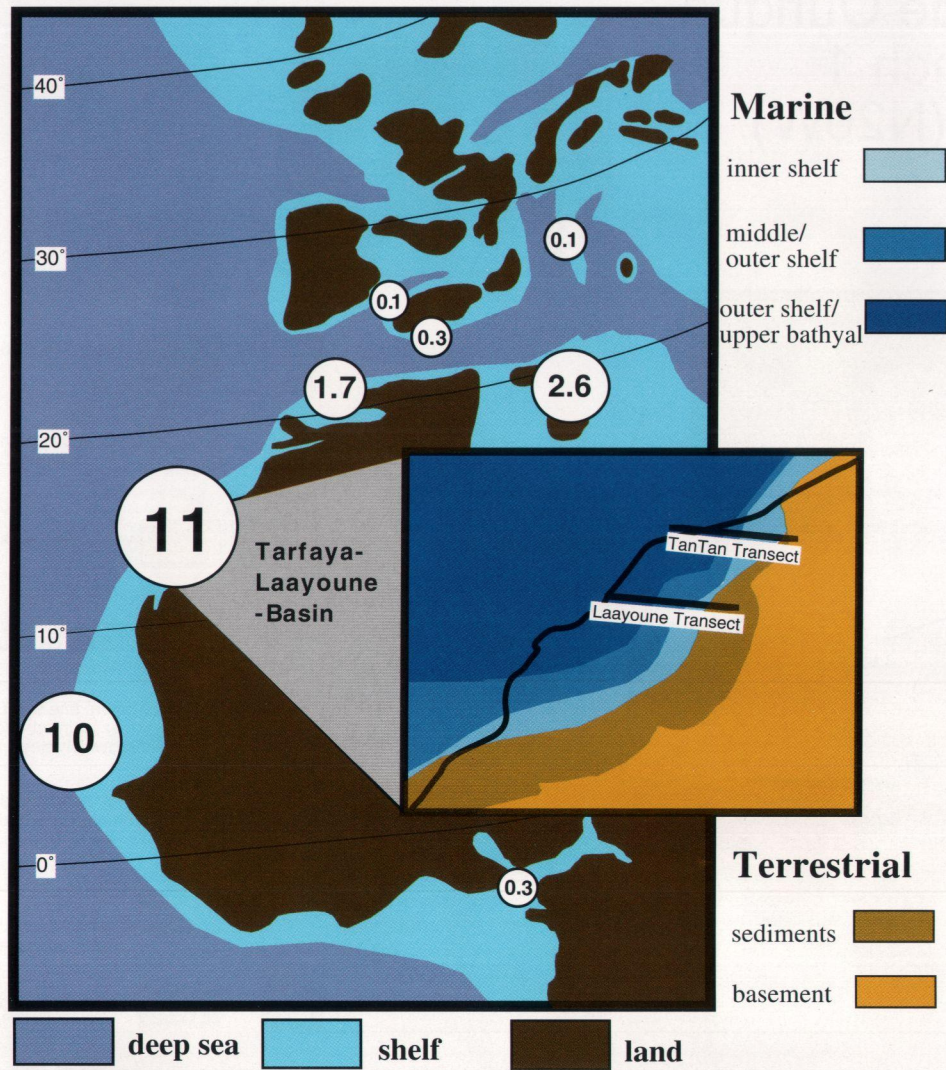 40°
30°
20°
10°
0°
0.1
0.1
0.3
1.7
2.6
11
10
0.3
Tarfaya-
Laayoune
-Basin
TanTan Transect
Laayoune Transect
Marine
inner shelf
middle/
outer shelf
outer shelf/
upper bathyal
Terrestrial
sediments
basement
deep sea
shelf
land